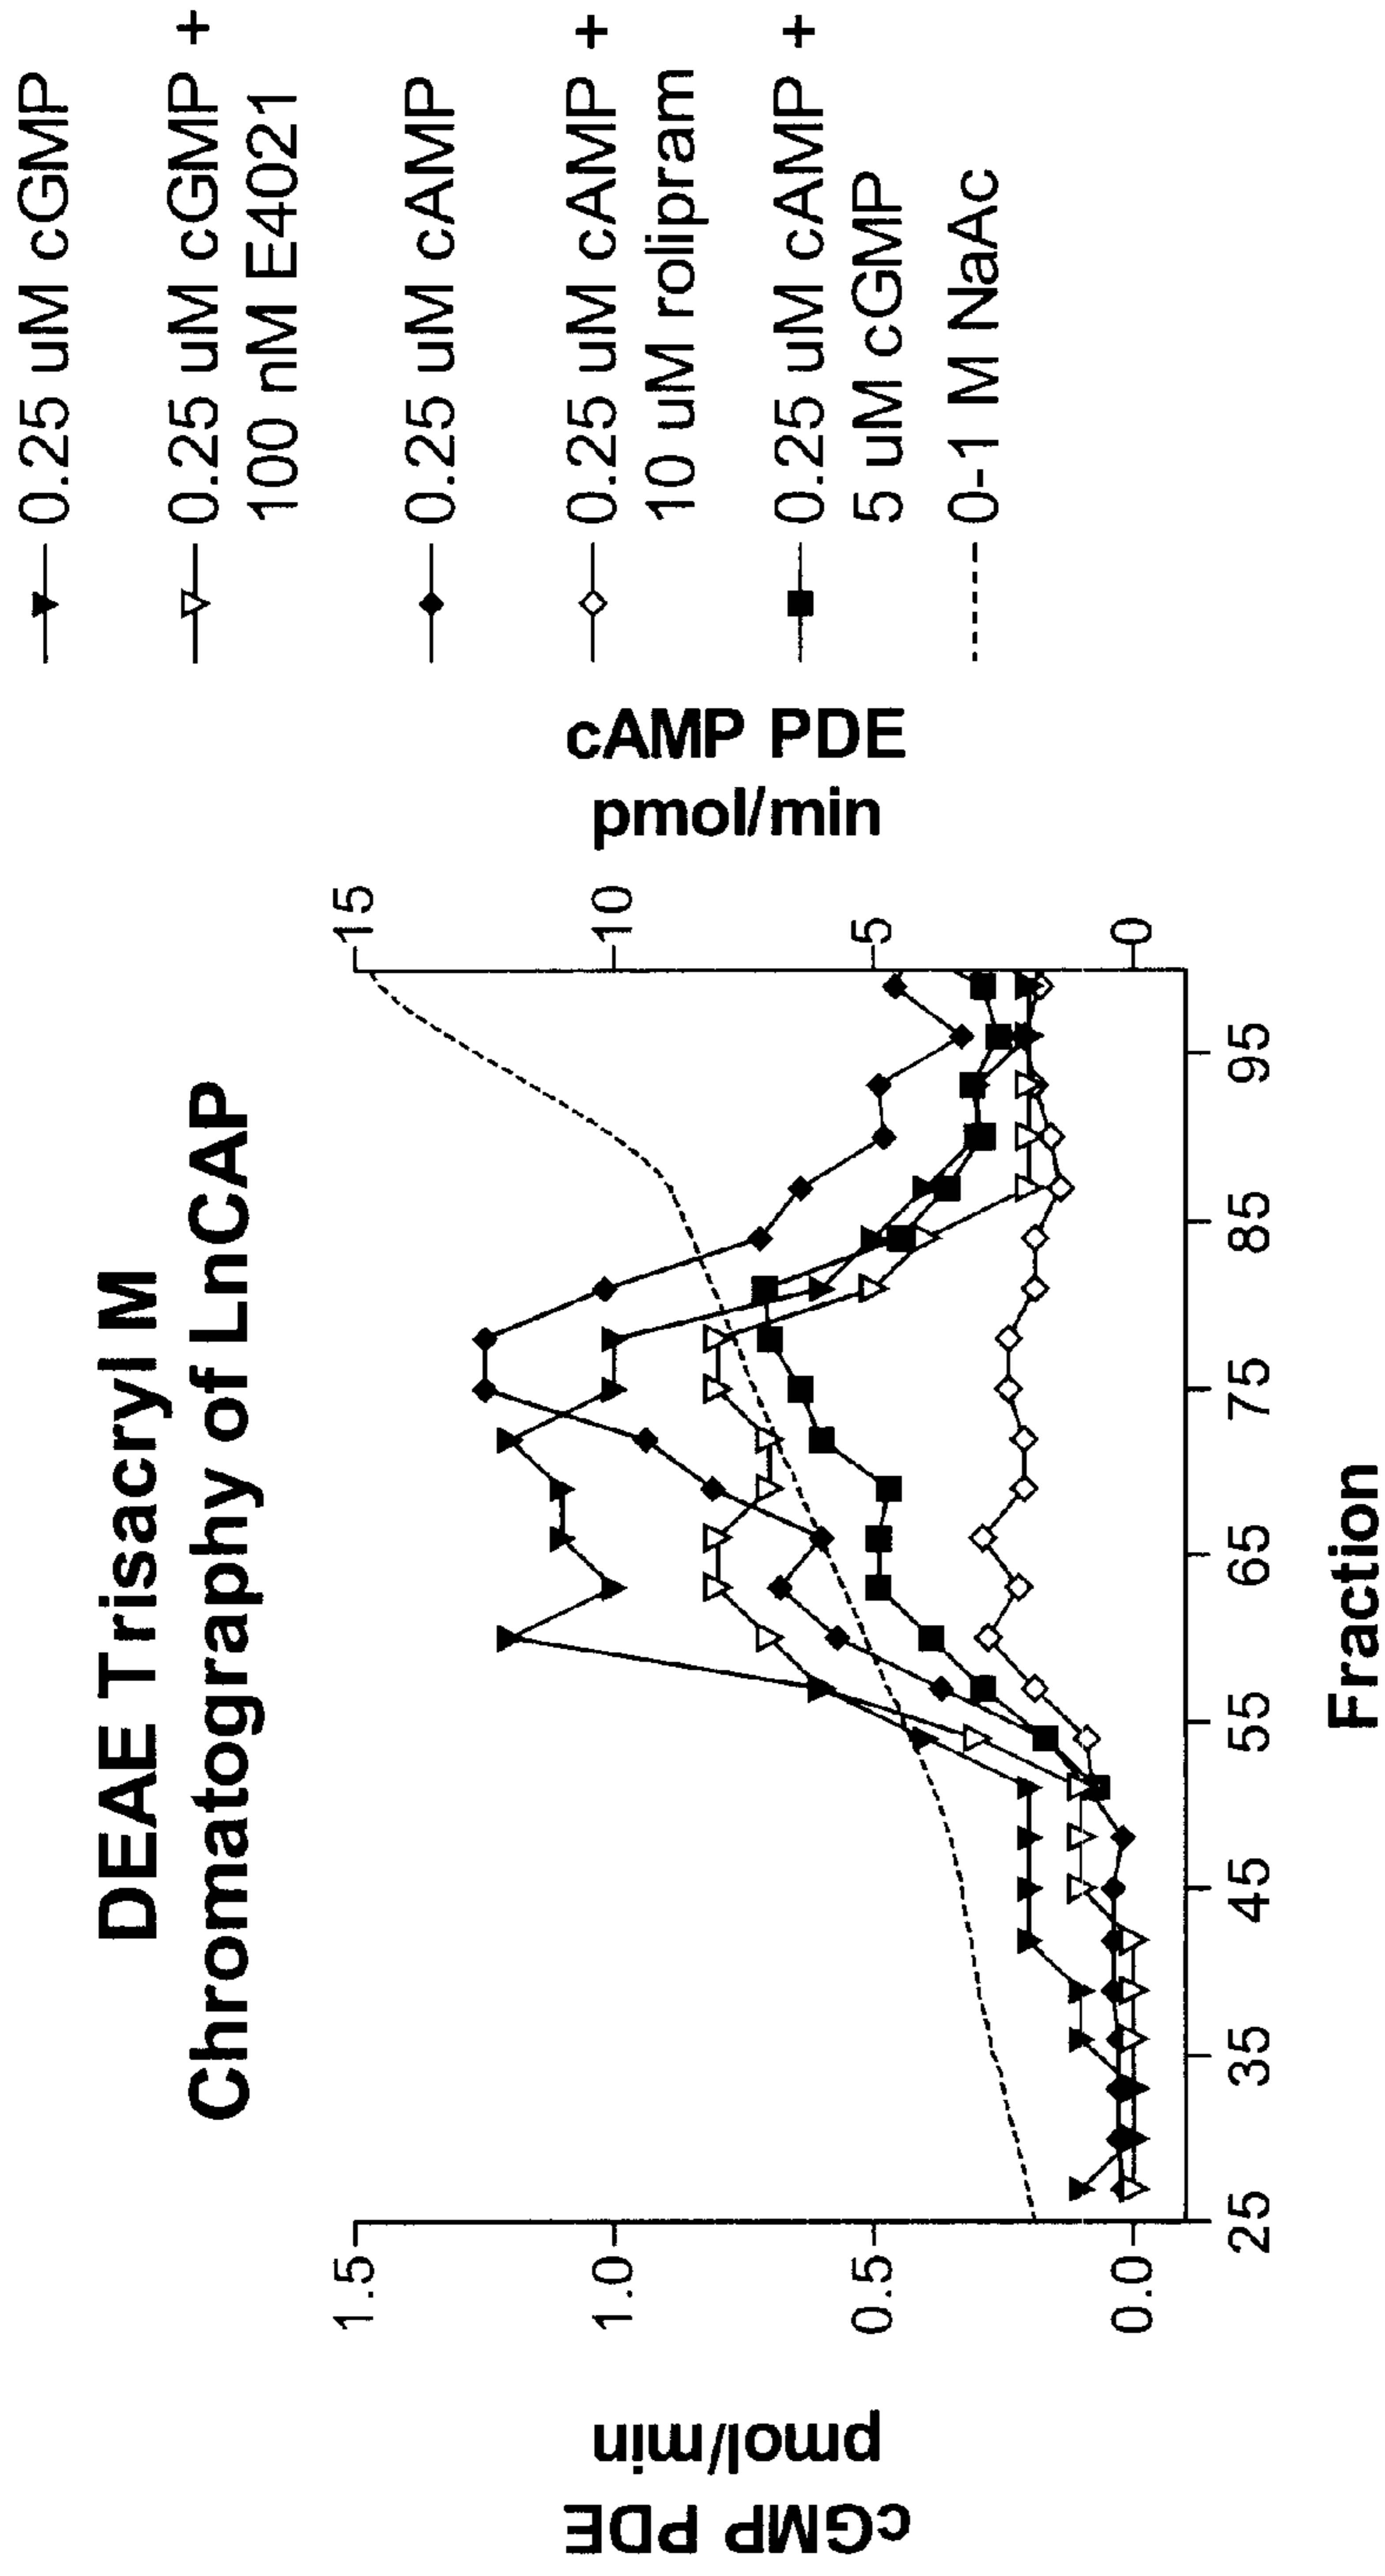 DEAE Trisacryl M
Chromatography of LnCAP
cGMP PDE
pmol/min
1.5
1.0
0.5
0.0
25
35
45
55
65
75
85
95
Fraction
15
10
5
0
cAMP PDE
pmol/min
0.25 uM cGMP
0.25 uM cGMP +
100 nM E4021
0.25 uM cAMP
0.25 uM cAMP +
10 uM rolipram
0.25 uM cAMP +
5 uM cGMP
0-1 M NaAc